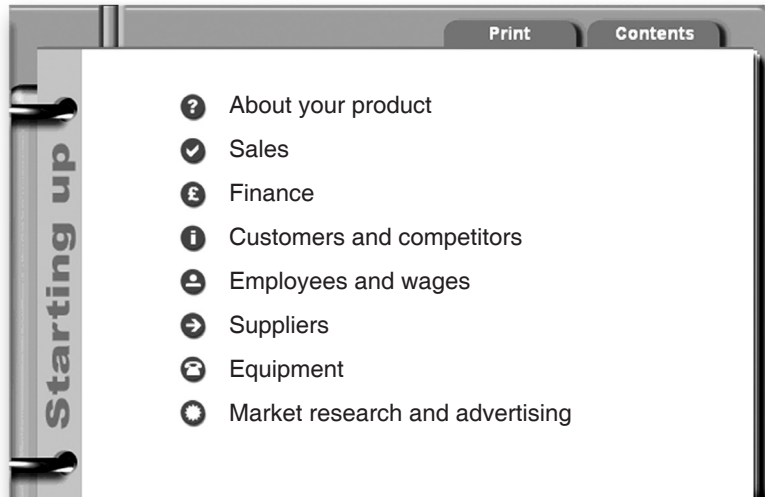 Print
Contents
Starting up
About your product
Sales
Finance
Customers and competitors
Employees and wages
Suppliers
Equipment
Market research and advertising